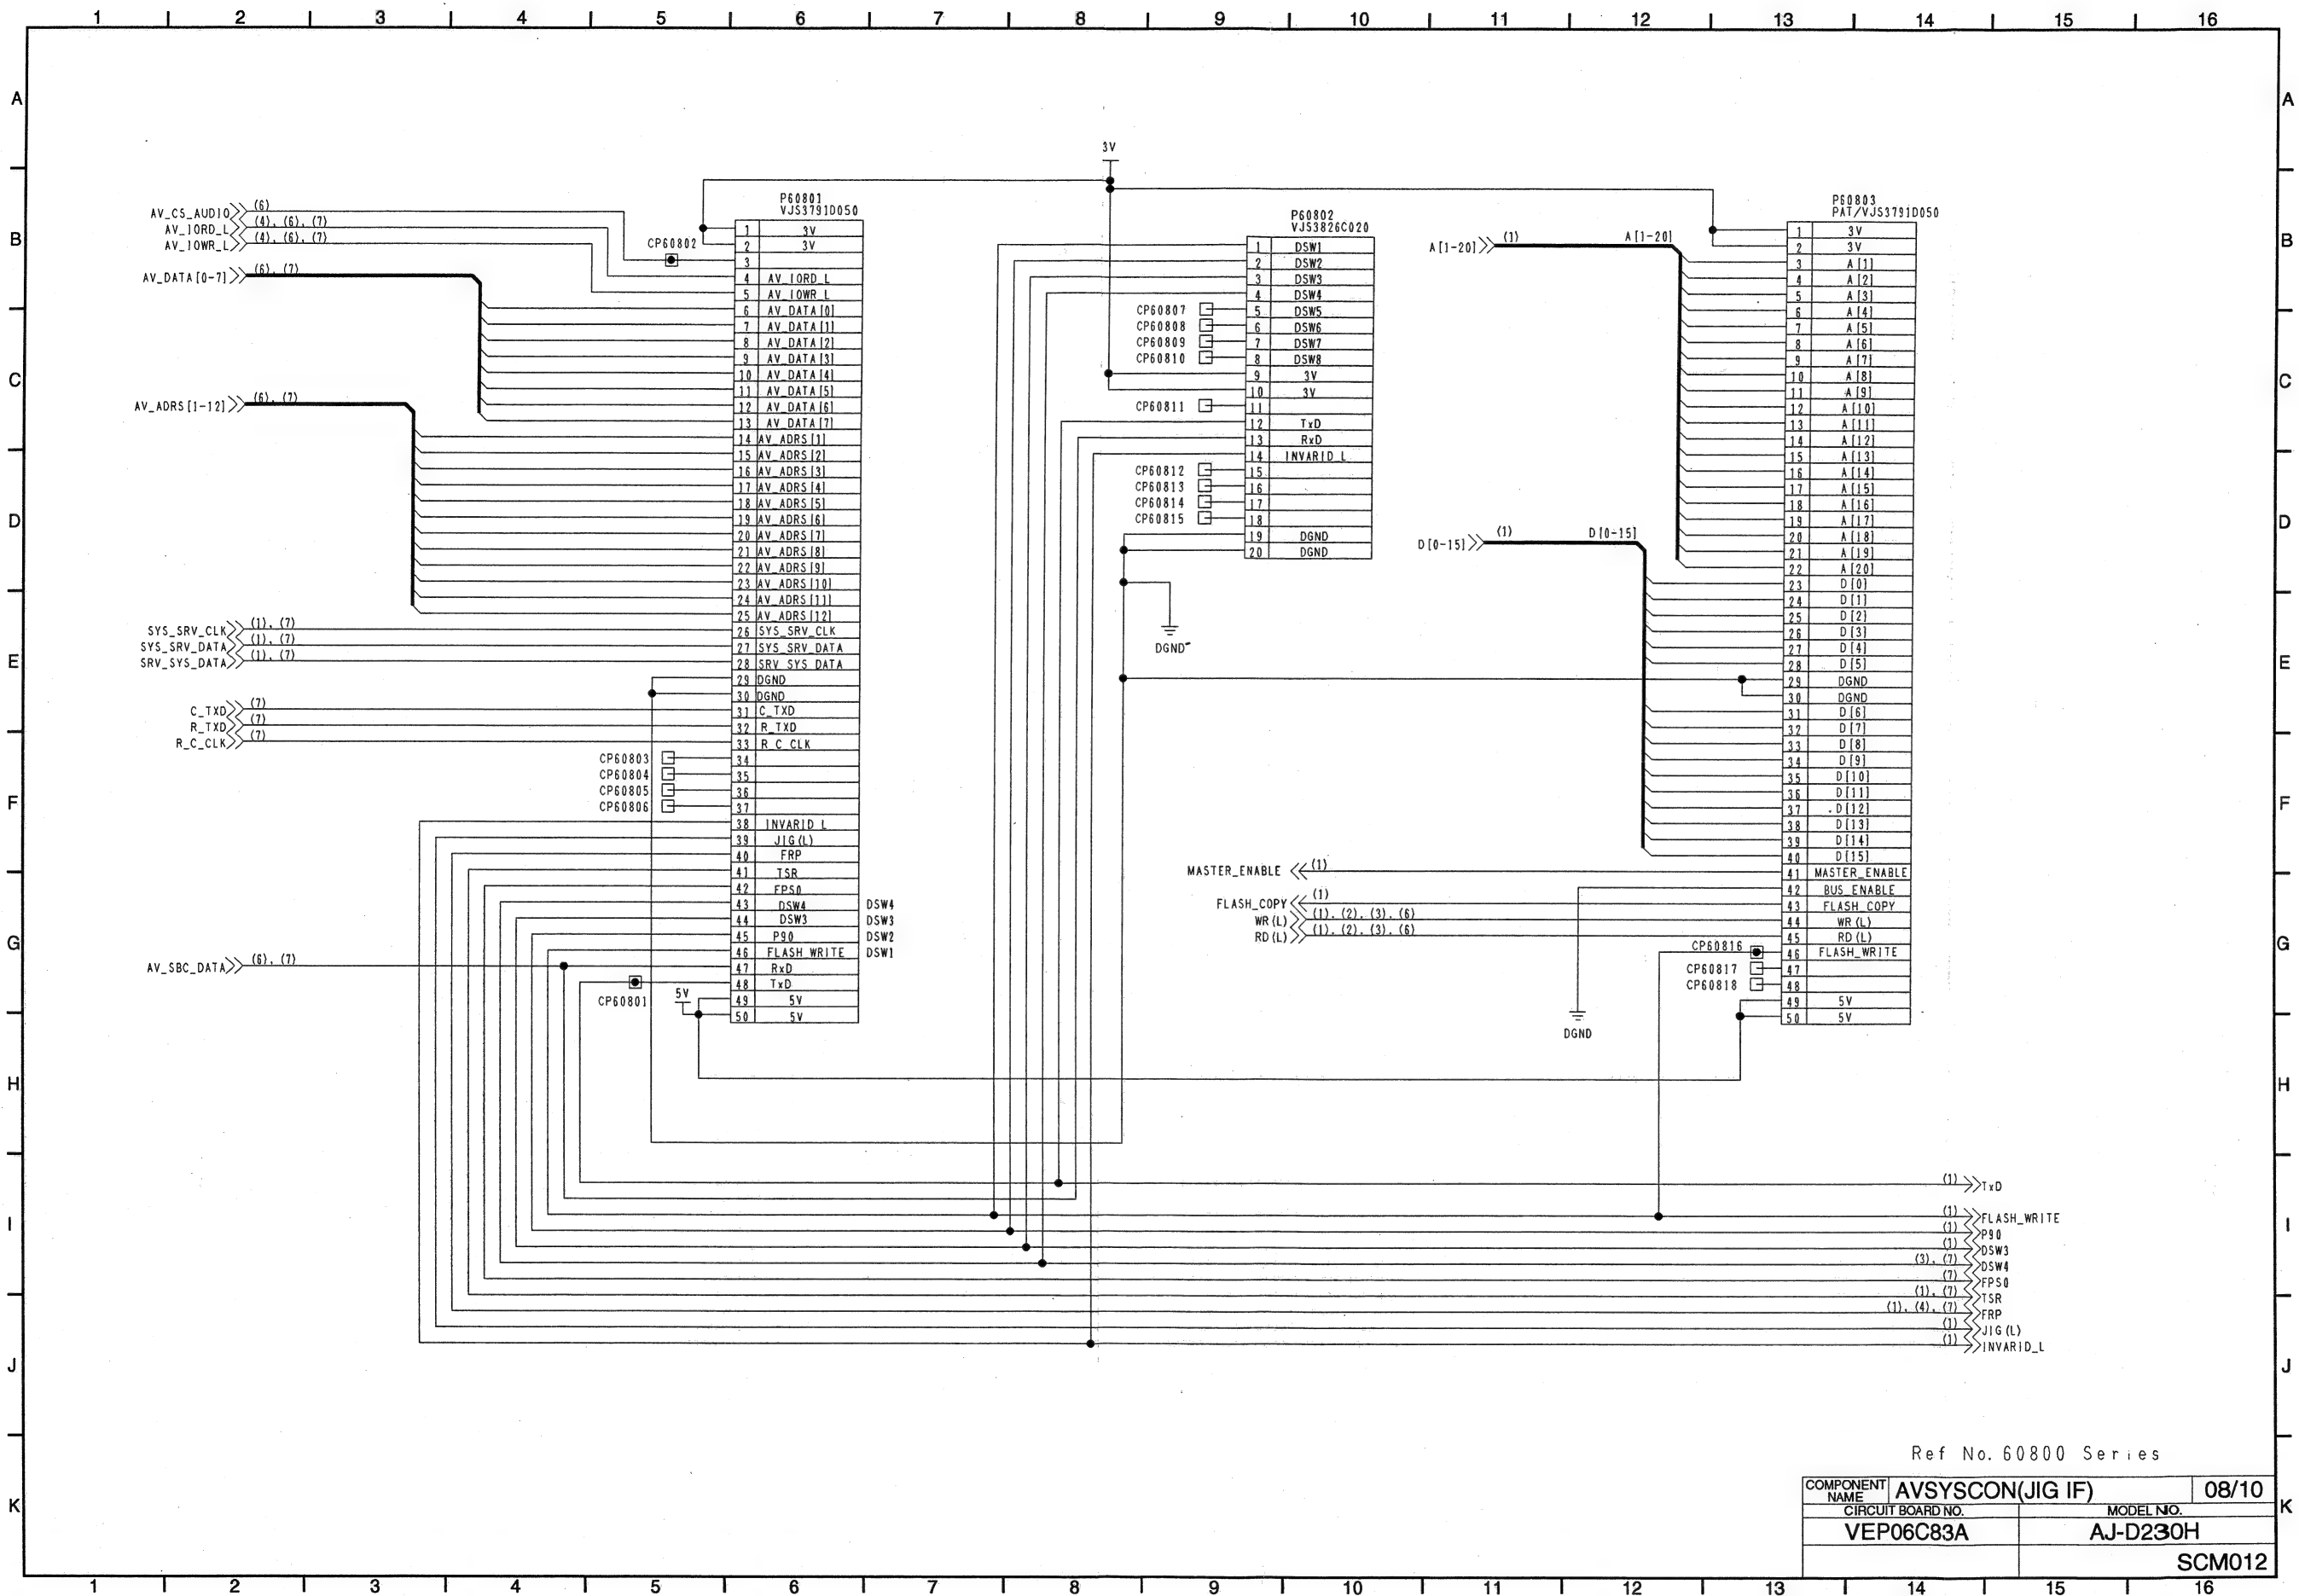 1 2 3 4 5 6 7 8 9 10 11 12 13 14 15 16
A
B
C
D
E
F
G
H
I
J
K
A
B
C
D
E
F
G
H
I
J
K
3V
AV_CS_AUDIO (6)
AV_IORD_L (4), (6), (7)
AV_IOWR_L (4), (6), (7)
AV_DATA[0-7] (6), (7)
AV_ADRS[1-12] (6), (7)
SYS_SRV_CLK (1), (7)
SYS_SRV_DATA (1), (7)
SRV_SYS_DATA (1), (7)
C_TXD (7)
R_TXD (7)
R_C_CLK (7)
AV_SBC_DATA (6), (7)
CP60802
CP60803
CP60804
CP60805
CP60806
CP60801
5V
P60801
VJS3791D050
1 3V
2 3V
3
4 AV_IORD_L
5 AV_IOWR_L
6 AV_DATA[0]
7 AV_DATA[1]
8 AV_DATA[2]
9 AV_DATA[3]
10 AV_DATA[4]
11 AV_DATA[5]
12 AV_DATA[6]
13 AV_DATA[7]
14 AV_ADRS[1]
15 AV_ADRS[2]
16 AV_ADRS[3]
17 AV_ADRS[4]
18 AV_ADRS[5]
19 AV_ADRS[6]
20 AV_ADRS[7]
21 AV_ADRS[8]
22 AV_ADRS[9]
23 AV_ADRS[10]
24 AV_ADRS[11]
25 AV_ADRS[12]
26 SYS_SRV_CLK
27 SYS_SRV_DATA
28 SRV_SYS_DATA
29 DGND
30 DGND
31 C_TXD
32 R_TXD
33 R_C_CLK
34
35
36
37
38 INVARID_L
39 JIG(L)
40 FRP
41 TSR
42 FPS0
43 DSW4 DSW4
44 DSW3 DSW3
45 P90 DSW2
46 FLASH_WRITE DSW1
47 RxD
48 TxD
49 5V
50 5V
P60802
VJS3826C020
1 DSW1
2 DSW2
3 DSW3
4 DSW4
CP60807 5 DSW5
CP60808 6 DSW6
CP60809 7 DSW7
CP60810 8 DSW8
9 3V
10 3V
CP60811 11
12 TxD
13 RxD
14 INVARID_L
CP60812 15
CP60813 16
CP60814 17
CP60815 18
19 DGND
20 DGND
DGND
A[1-20] (1) A[1-20]
D[0-15] (1) D[0-15]
MASTER_ENABLE (1)
FLASH_COPY (1)
WR(L) (1), (2), (3), (6)
RD(L) (1), (2), (3), (6)
DGND
CP60816
CP60817
CP60818
P60803
PAT/VJS3791D050
1 3V
2 3V
3 A[1]
4 A[2]
5 A[3]
6 A[4]
7 A[5]
8 A[6]
9 A[7]
10 A[8]
11 A[9]
12 A[10]
13 A[11]
14 A[12]
15 A[13]
16 A[14]
17 A[15]
18 A[16]
19 A[17]
20 A[18]
21 A[19]
22 A[20]
23 D[0]
24 D[1]
25 D[2]
26 D[3]
27 D[4]
28 D[5]
29 DGND
30 DGND
31 D[6]
32 D[7]
33 D[8]
34 D[9]
35 D[10]
36 D[11]
37 D[12]
38 D[13]
39 D[14]
40 D[15]
41 MASTER_ENABLE
42 BUS_ENABLE
43 FLASH_COPY
44 WR(L)
45 RD(L)
46 FLASH_WRITE
47
48
49 5V
50 5V
(1) TxD
(1) FLASH_WRITE
(1) P90
(1) DSW3
(3), (7) DSW4
(7) FPS0
(1), (7) TSR
(1), (4), (7) FRP
(1) JIG(L)
(1) INVARID_L
Ref No. 60800 Series
COMPONENT NAME AVSYSCON(JIG IF) 08/10
CIRCUIT BOARD NO. MODEL NO.
VEP06C83A AJ-D230H
SCM012
1 2 3 4 5 6 7 8 9 10 11 12 13 14 15 16